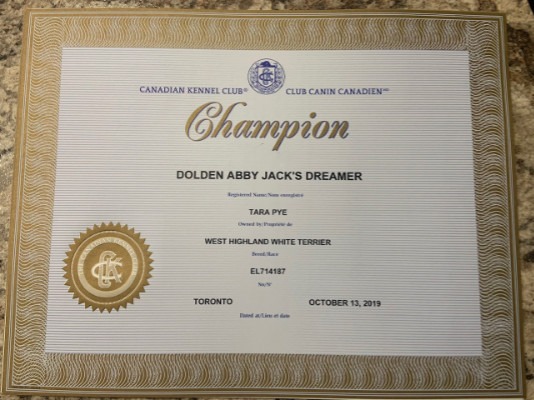 CANADIAN KENNEL CLUB® CLUB CANIN CANADIEN
Champion
DOLDEN ABBY JACK'S DREAMER
Registered Name/Nom enregistré
TARA PYE
Owned by/Propriété de
WEST HIGHLAND WHITE TERRIER
Breed/Race
EL714187
No/Nº
TORONTO OCTOBER 13, 2019
Dated at/Lieu et date